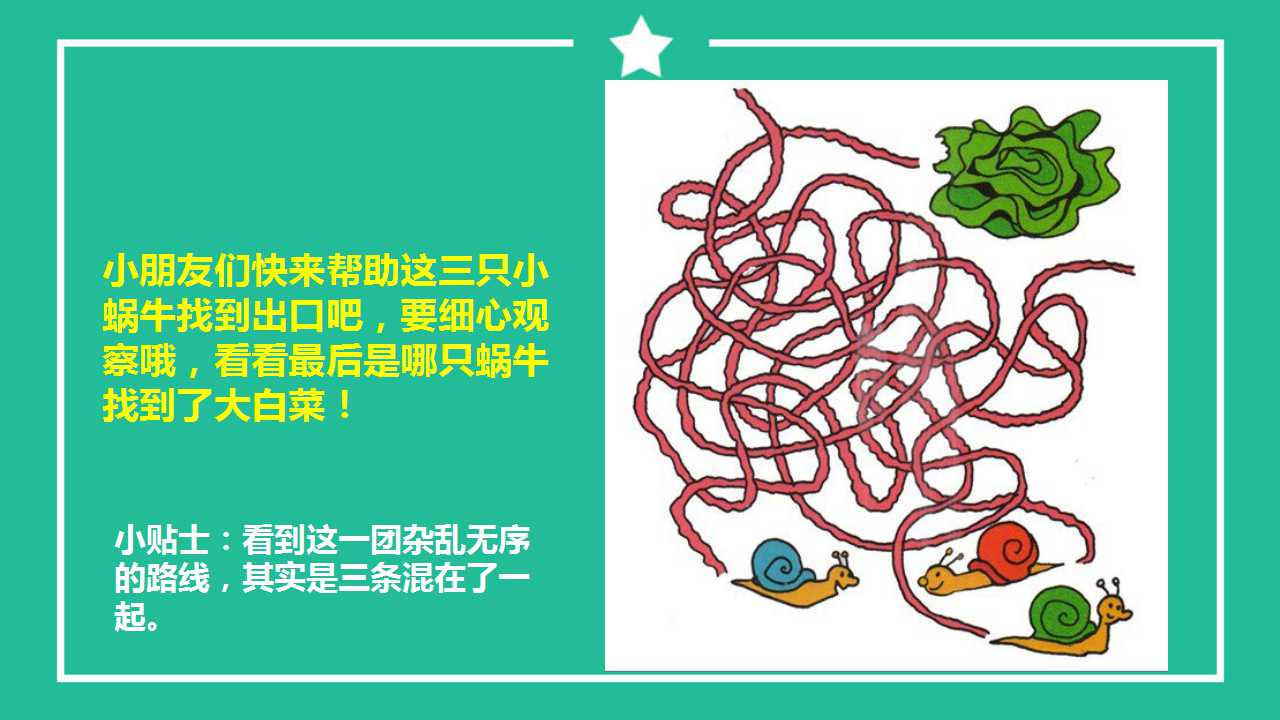 小朋友们快来帮助这三只小
蜗牛找到出口吧，要细心观
察哦，看看最后是哪只蜗牛
找到了大白菜！
小贴士：看到这一团杂乱无序
的路线，其实是三条混在了一
起。